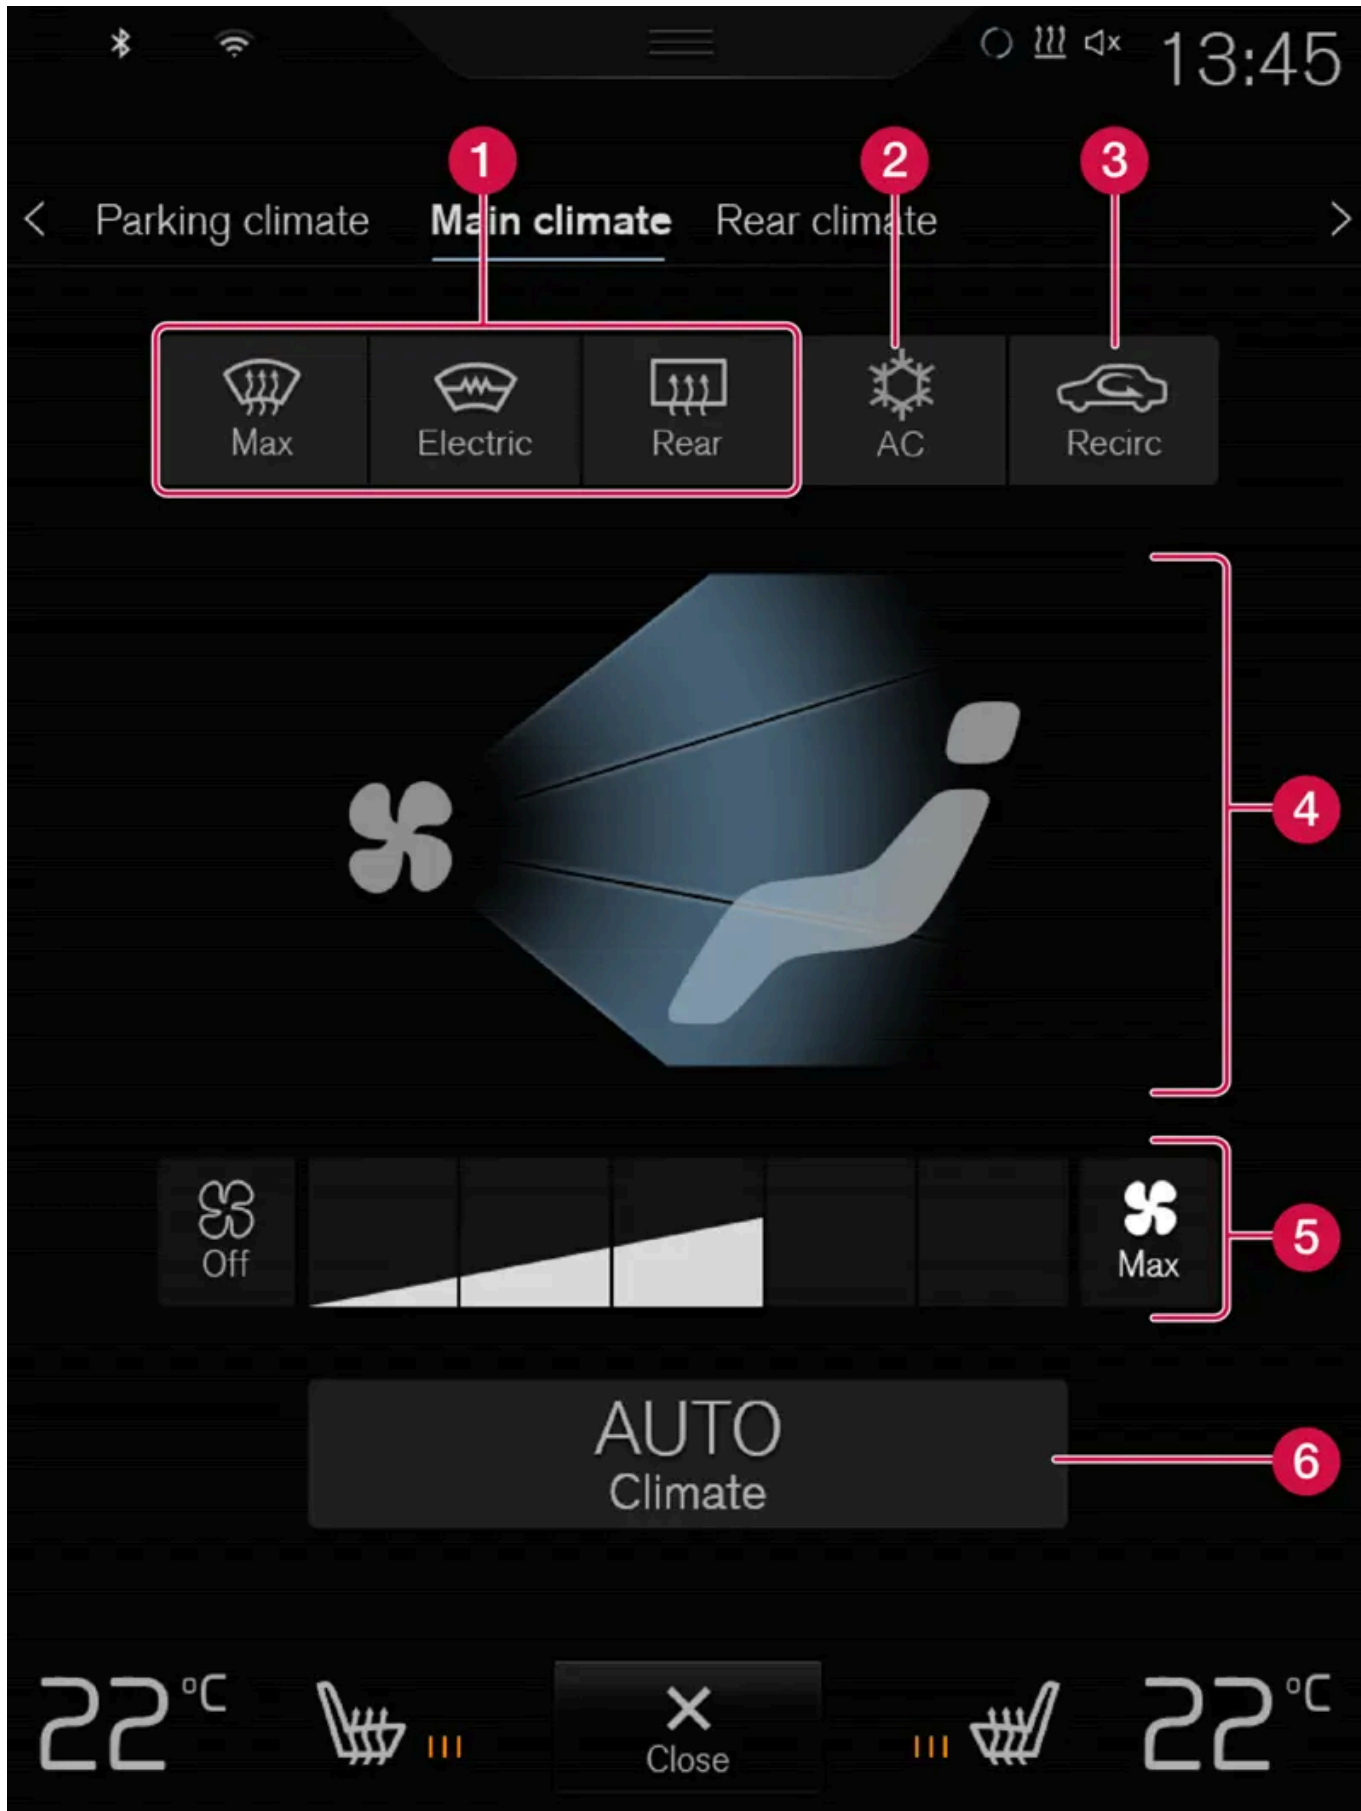 13:45
1 2 3
Parking climate Main climate Rear climate
Max Electric Rear AC Recirc
4
Off Max
5
AUTO
Climate
6
22°C Close 22°C